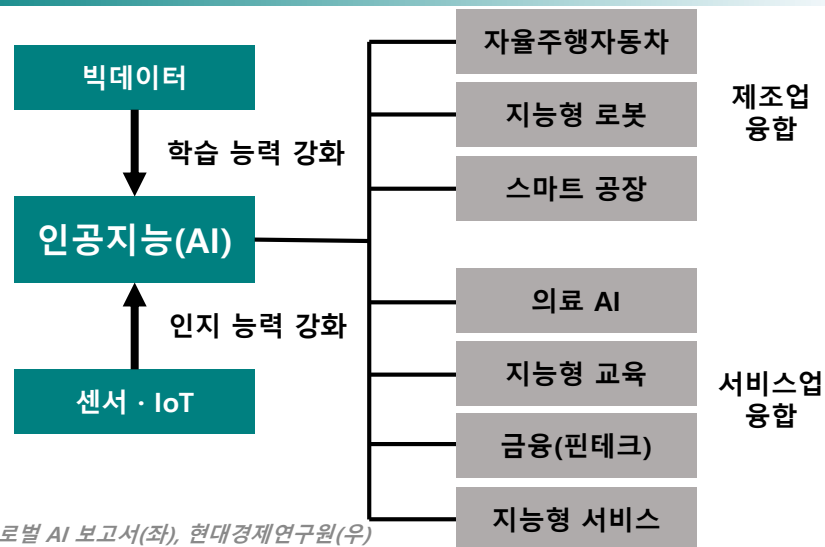 빅데이터
학습 능력 강화
인공지능(AI)
인지 능력 강화
센서 · IoT
자율주행자동차
지능형 로봇
스마트 공장
제조업
융합
의료 AI
지능형 교육
금융(핀테크)
지능형 서비스
서비스업
융합
로벌 AI 보고서(좌), 현대경제연구원(우)